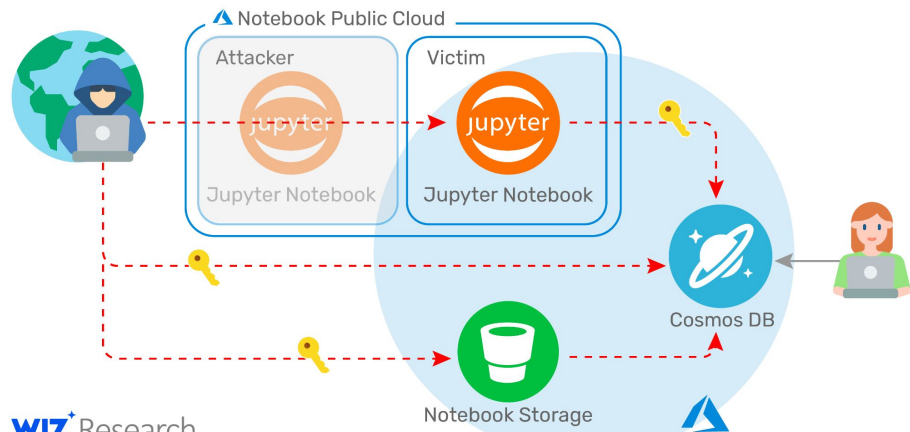 Notebook Public Cloud
Attacker
Victim
jupyter
jupyter
Jupyter Notebook
Jupyter Notebook
Cosmos DB
Notebook Storage
WIZ Research